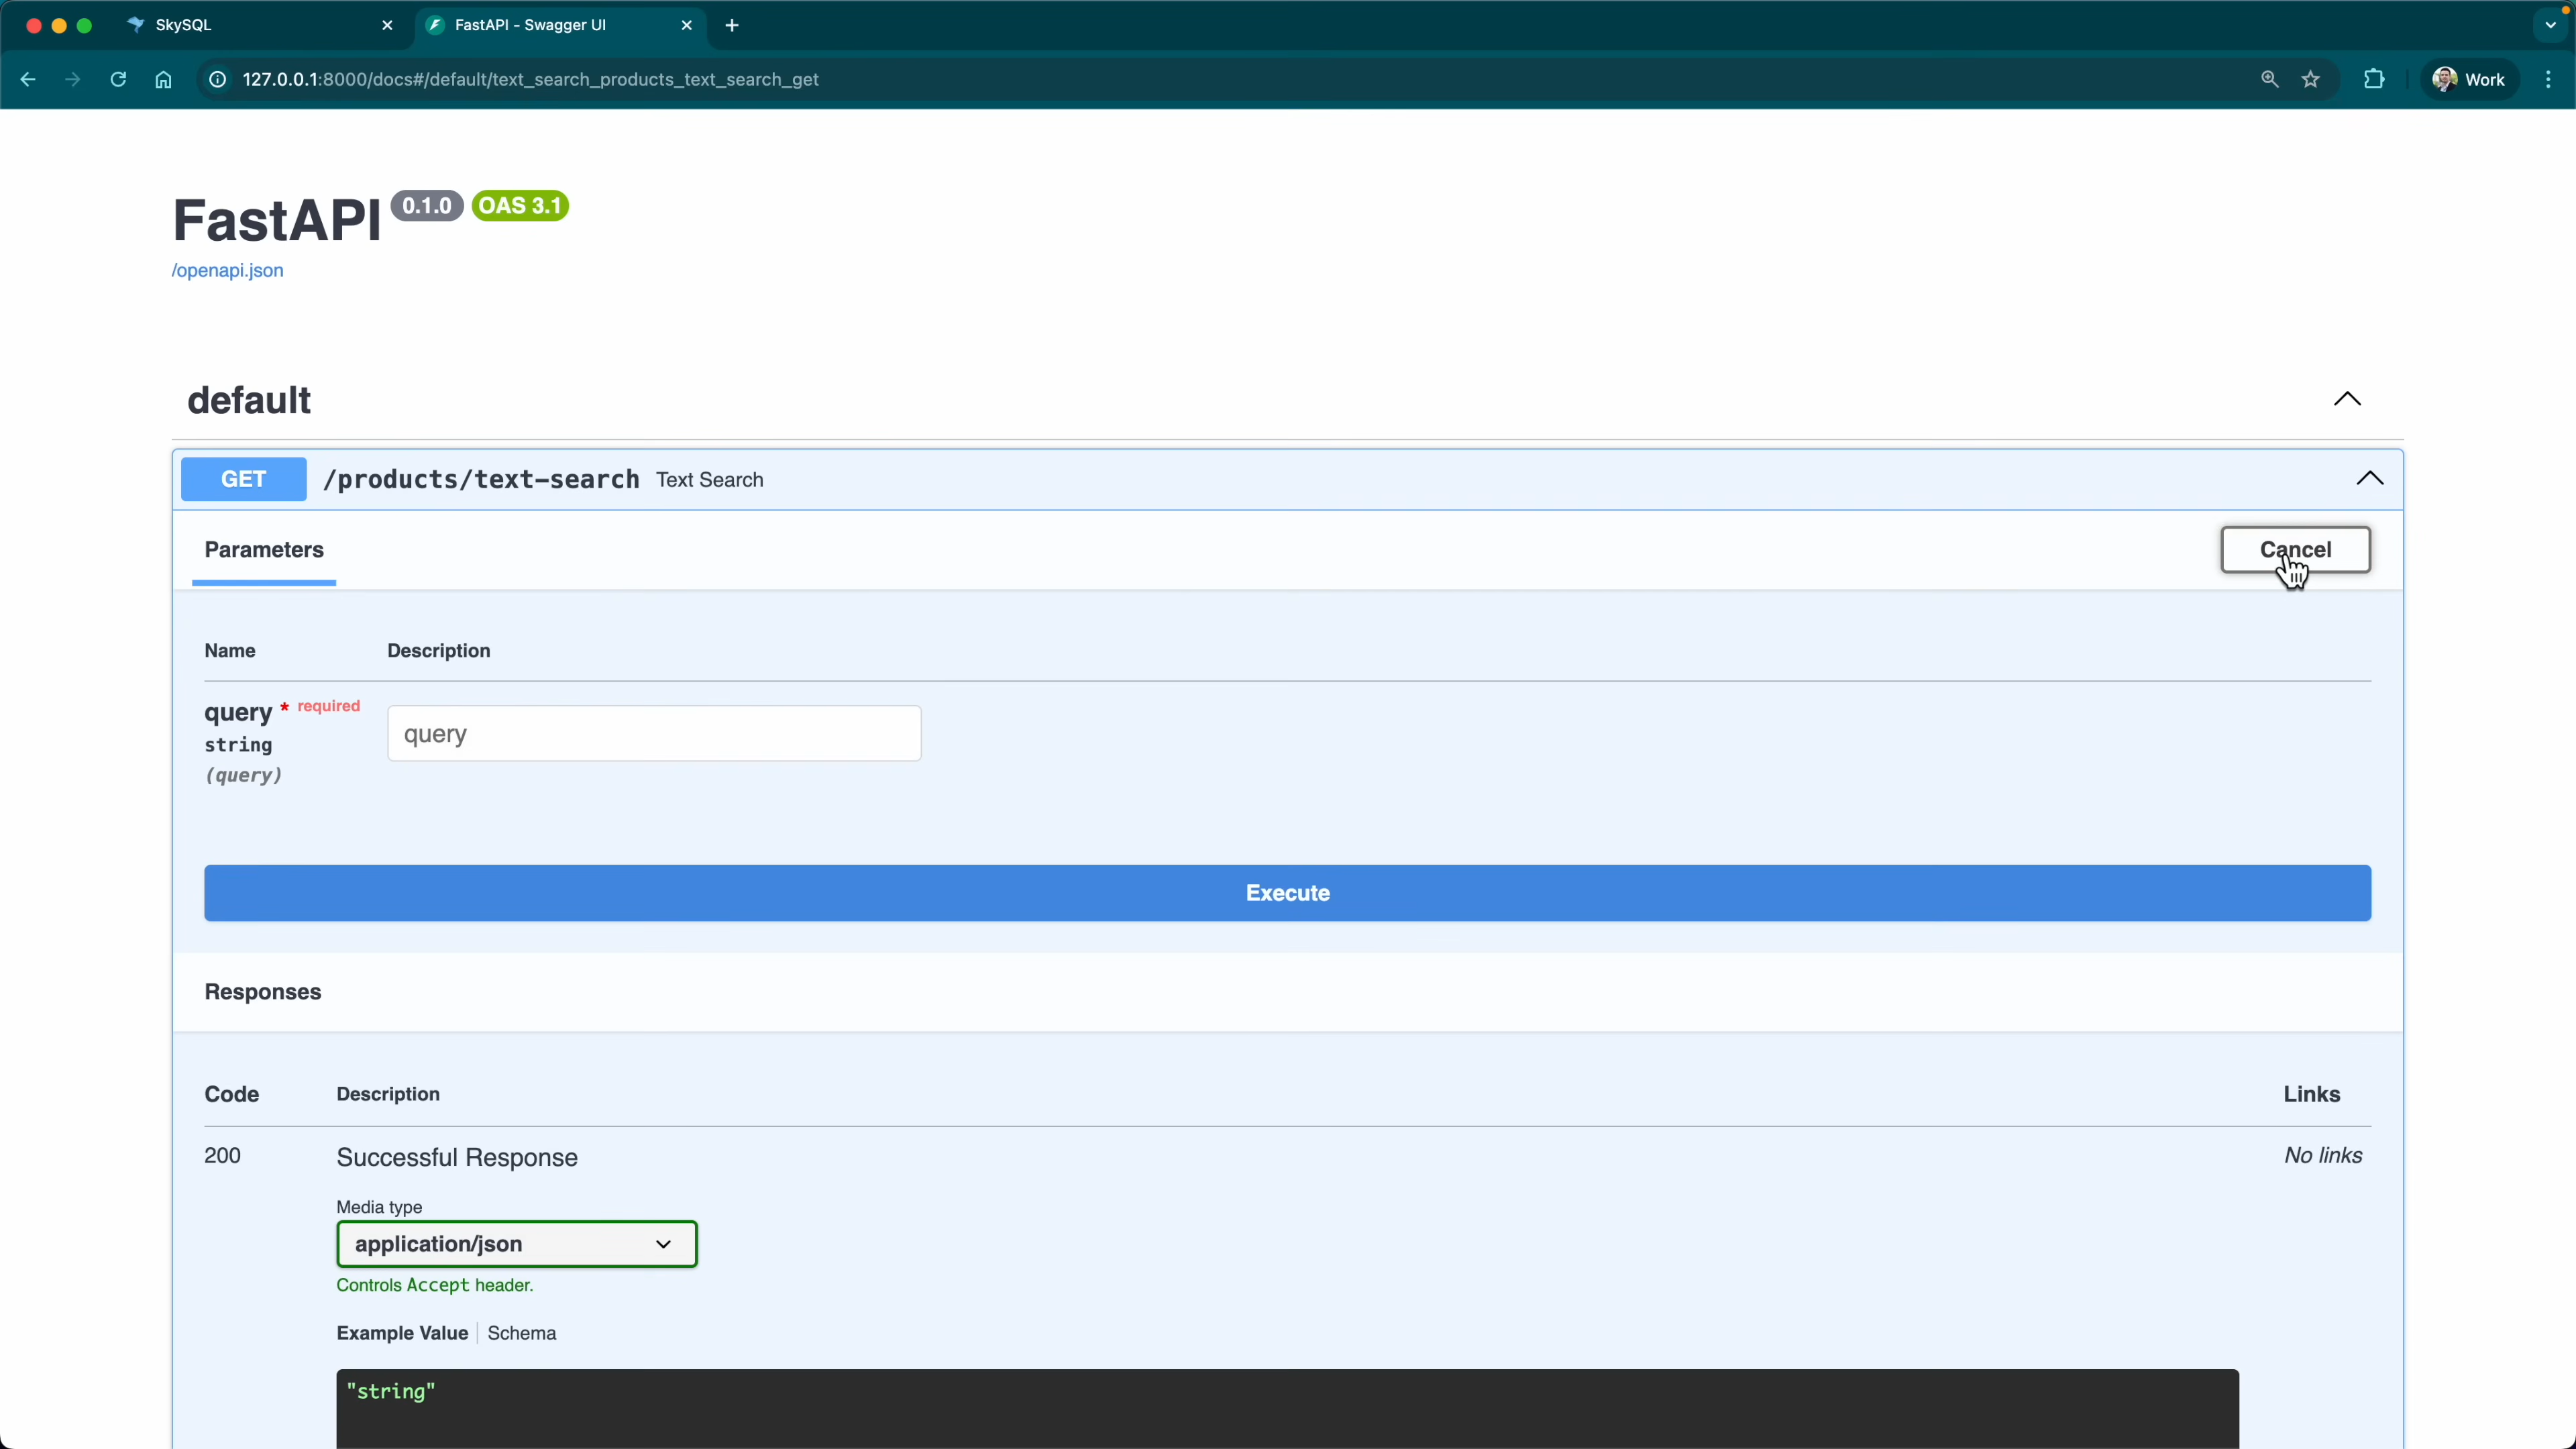 SkySQL
FastAPI - Swagger UI
127.0.0.1:8000/docs#/default/text_search_products_text_search_get
Work
FastAPI 0.1.0 OAS 3.1
/openapi.json
default
GET /products/text-search Text Search
Parameters
Cancel
Name Description
query * required
string
(query)
query
Execute
Responses
Code Description Links
200 Successful Response No links
Media type
application/json
Controls Accept header.
Example Value Schema
"string"